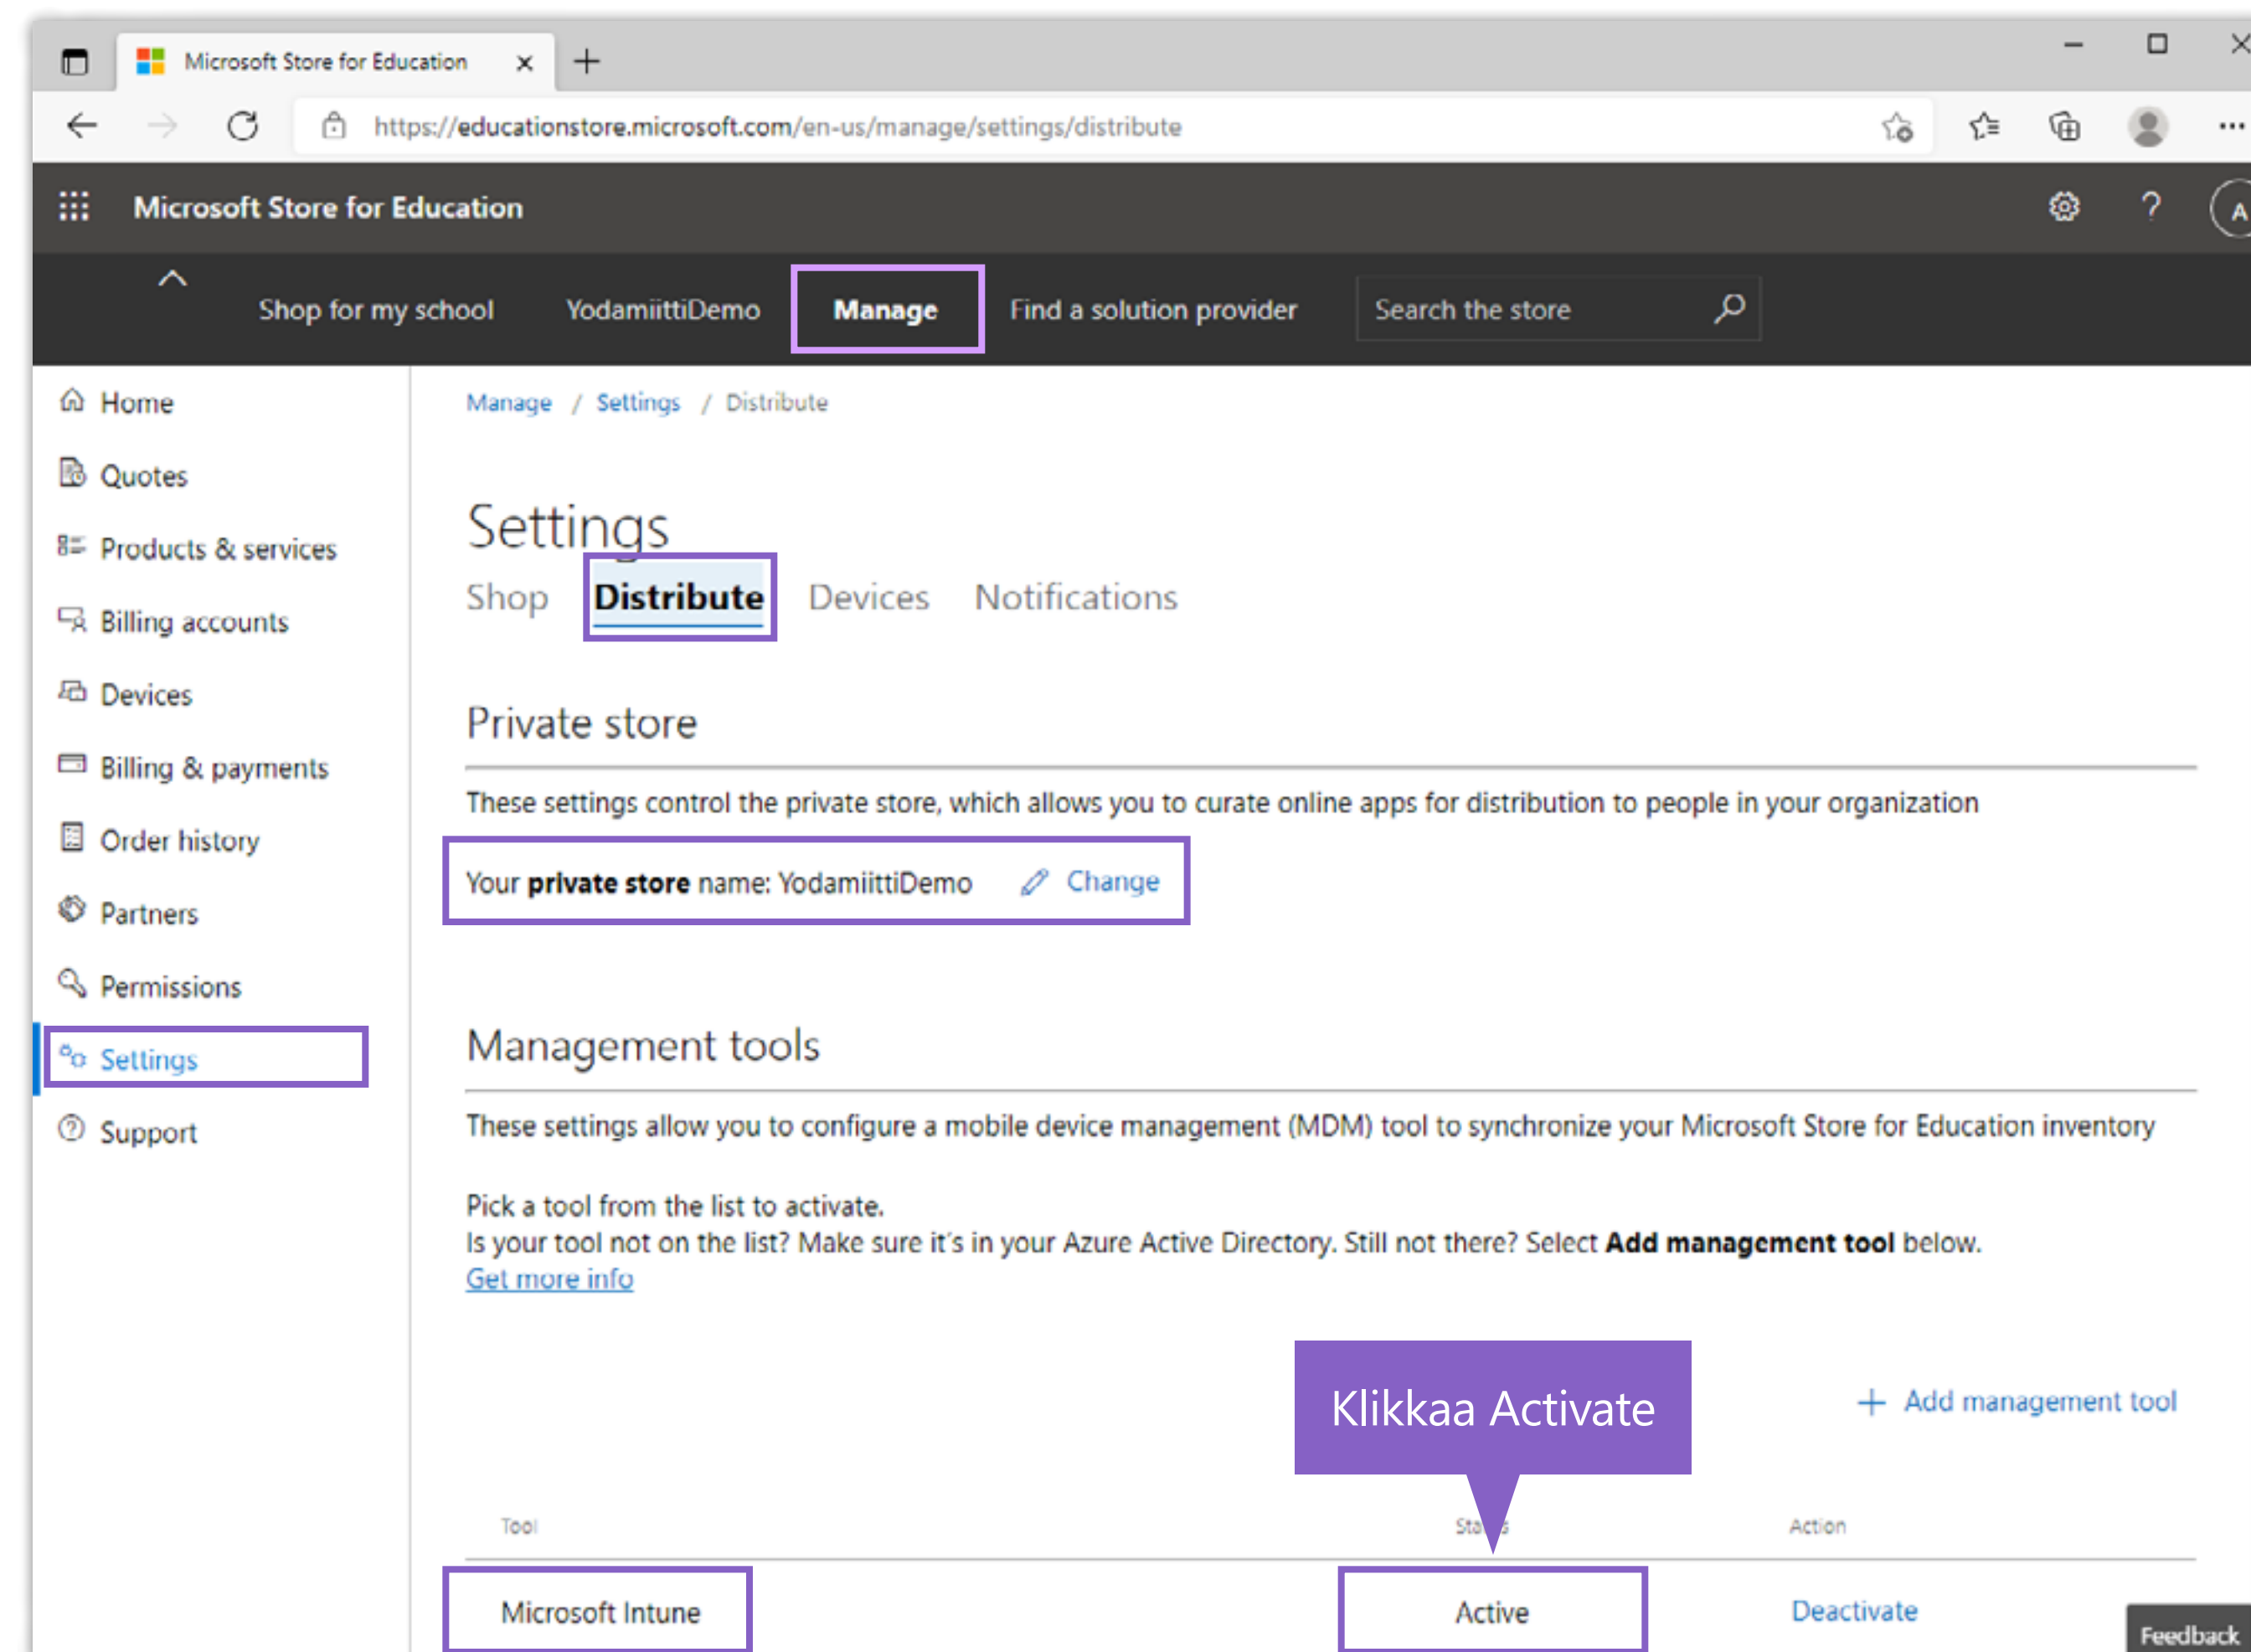 Microsoft Store for Education
https://educationstore.microsoft.com/en-us/manage/settings/distribute
Microsoft Store for Education
? A
Shop for my school YodamiittiDemo Manage Find a solution provider Search the store
Home
Quotes
Products & services
Billing accounts
Devices
Billing & payments
Order history
Partners
Permissions
Settings
Support
Manage / Settings / Distribute
Settings
Shop Distribute Devices Notifications
Private store
These settings control the private store, which allows you to curate online apps for distribution to people in your organization
Your private store name: YodamiittiDemo Change
Management tools
These settings allow you to configure a mobile device management (MDM) tool to synchronize your Microsoft Store for Education inventory
Pick a tool from the list to activate.
Is your tool not on the list? Make sure it's in your Azure Active Directory. Still not there? Select Add management tool below.
Get more info
Klikkaa Activate
+ Add management tool
Tool Action
Microsoft Intune Active Deactivate
Feedback